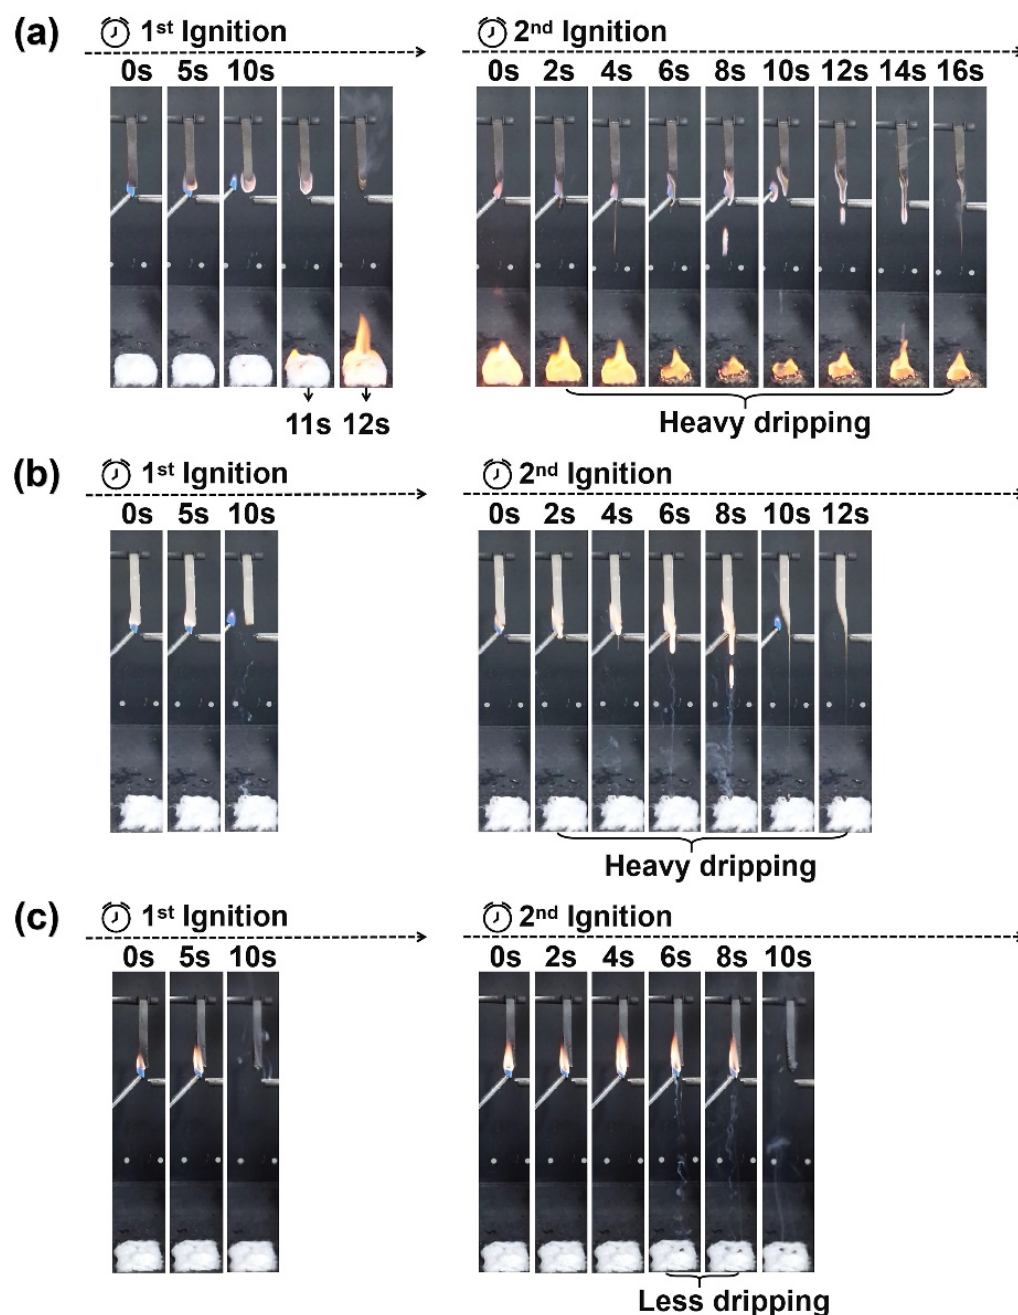 (a) 1st Ignition 2nd Ignition
0s 5s 10s 0s 2s 4s 6s 8s 10s 12s 14s 16s
11s 12s Heavy dripping
(b) 1st Ignition 2nd Ignition
0s 5s 10s 0s 2s 4s 6s 8s 10s 12s
Heavy dripping
(c) 1st Ignition 2nd Ignition
0s 5s 10s 0s 2s 4s 6s 8s 10s
Less dripping